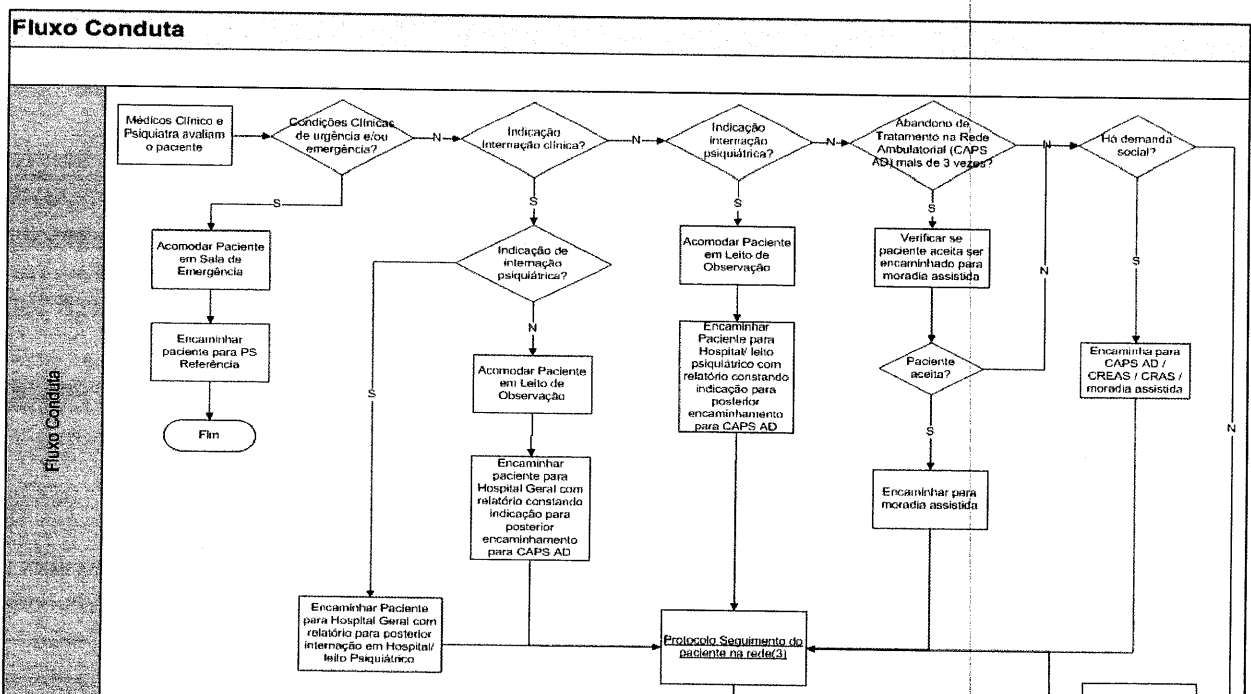 Fluxo Conduta
Fluxo Conduta
Médicos Clínico e
Psiquiatra avaliam
o paciente
Condições Clínicas
de urgência e/ou
emergência?
N
Indicação
Internação clínica?
N
Indicação
internação
psiquiátrica?
N
Abandono de
Tratamento na Rede
Ambulatorial (CAPS
AD) mais de 3 vezes?
N
Há demanda
social?
S
Acomodar Paciente
em Sala de
Emergência
Encaminhar
paciente para PS
Referência
Fim
S
Indicação de
internação
psiquiátrica?
S
N
Acomodar Paciente
em Leito de
Observação
Encaminhar
paciente para
Hospital Geral com
relatório constando
indicação para
posterior
encaminhamento
para CAPS AD
Encaminhar Paciente
para Hospital Geral com
relatório para posterior
internação em Hospital/
leito Psiquiátrico
S
Acomodar Paciente
em Leito de
Observação
Encaminhar
Paciente para
Hospital/ leito
psiquiátrico com
relatório constando
indicação para
posterior
encaminhamento
para CAPS AD
S
Verificar se
paciente aceita ser
encaminhado para
moradia assistida
Paciente
aceita?
N
S
Encaminhar para
moradia assistida
S
Encaminha para
CAPS AD /
CREAS / CRAS /
moradia assistida
N
Protocolo Seguimento do
paciente na rede(3)